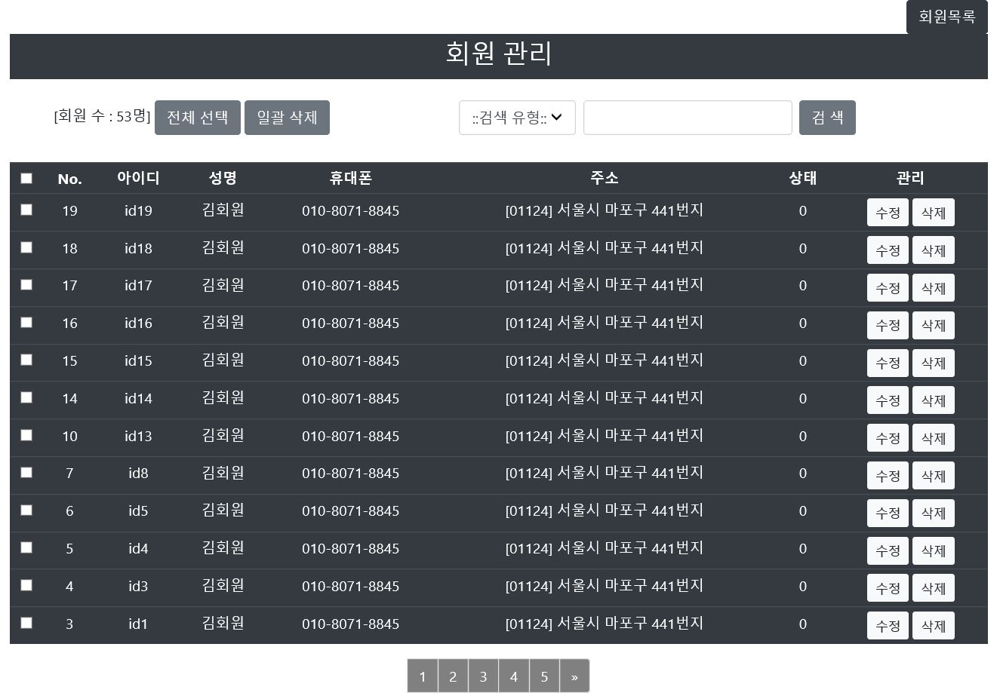 회원목록
회원 관리
[회원 수 : 53명] 전체 선택 일괄 삭제 ::검색 유형:: 검 색
No. 아이디 성명 휴대폰 주소 상태 관리
19 id19 김회원 010-8071-8845 [01124] 서울시 마포구 441번지 0 수정 삭제
18 id18 김회원 010-8071-8845 [01124] 서울시 마포구 441번지 0 수정 삭제
17 id17 김회원 010-8071-8845 [01124] 서울시 마포구 441번지 0 수정 삭제
16 id16 김회원 010-8071-8845 [01124] 서울시 마포구 441번지 0 수정 삭제
15 id15 김회원 010-8071-8845 [01124] 서울시 마포구 441번지 0 수정 삭제
14 id14 김회원 010-8071-8845 [01124] 서울시 마포구 441번지 0 수정 삭제
10 id13 김회원 010-8071-8845 [01124] 서울시 마포구 441번지 0 수정 삭제
7 id8 김회원 010-8071-8845 [01124] 서울시 마포구 441번지 0 수정 삭제
6 id5 김회원 010-8071-8845 [01124] 서울시 마포구 441번지 0 수정 삭제
5 id4 김회원 010-8071-8845 [01124] 서울시 마포구 441번지 0 수정 삭제
4 id3 김회원 010-8071-8845 [01124] 서울시 마포구 441번지 0 수정 삭제
3 id1 김회원 010-8071-8845 [01124] 서울시 마포구 441번지 0 수정 삭제
1 2 3 4 5 »